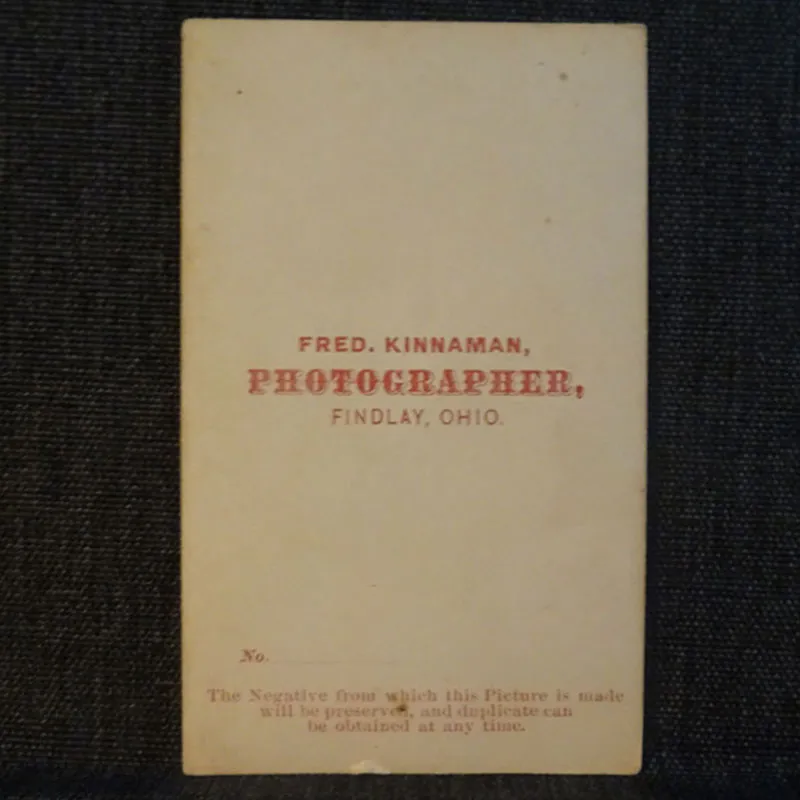 FRED. KINNAMAN,
PHOTOGRAPHER,
FINDLAY, OHIO.
No.
The Negative from which this Picture is made
will be preserved, and duplicate can
be obtained at any time.